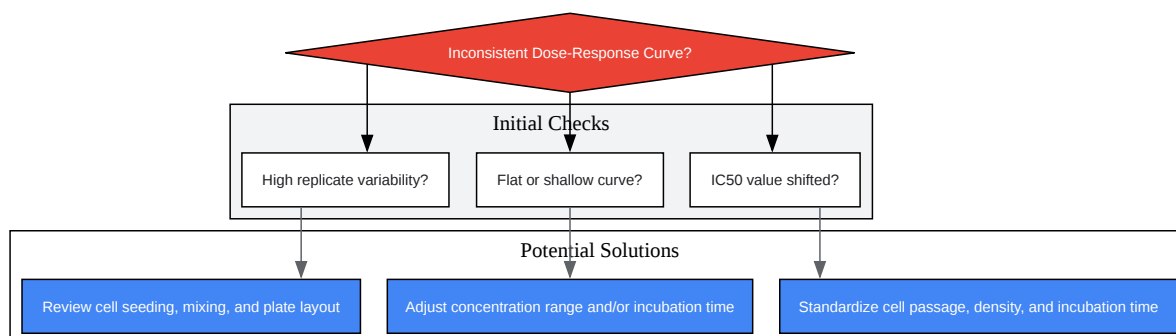 Inconsistent Dose-Response Curve?
Initial Checks
High replicate variability?
Flat or shallow curve?
IC50 value shifted?
Potential Solutions
Review cell seeding, mixing, and plate layout
Adjust concentration range and/or incubation time
Standardize cell passage, density, and incubation time